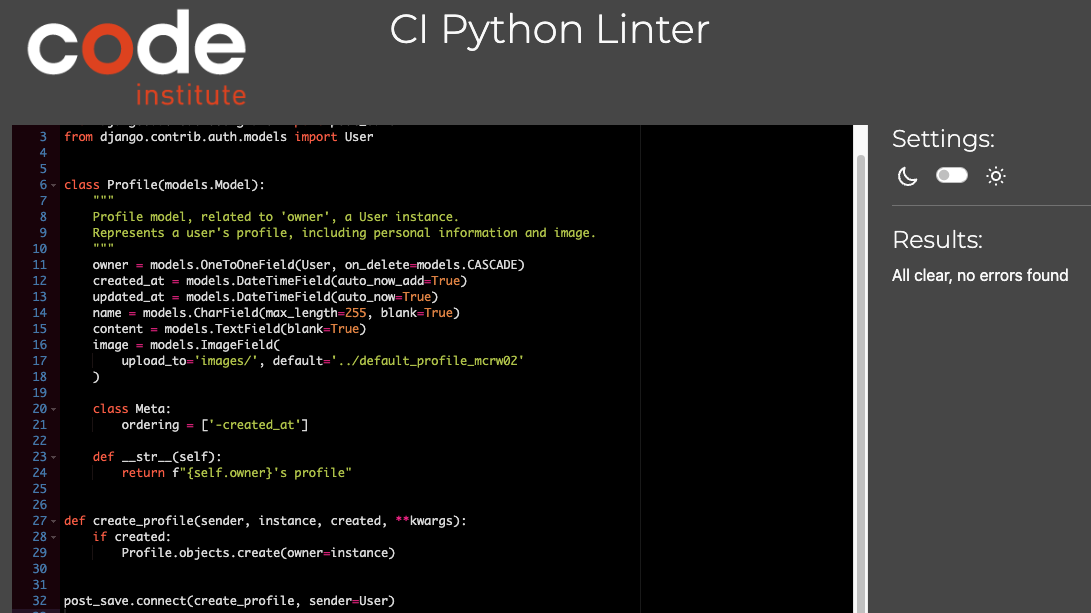 code
institute
CI Python Linter
3 from django.contrib.auth.models import User
4
5
6 class Profile(models.Model):
7 """
8 Profile model, related to 'owner', a User instance.
9 Represents a user's profile, including personal information and image.
10 """
11 owner = models.OneToOneField(User, on_delete=models.CASCADE)
12 created_at = models.DateTimeField(auto_now_add=True)
13 updated_at = models.DateTimeField(auto_now=True)
14 name = models.CharField(max_length=255, blank=True)
15 content = models.TextField(blank=True)
16 image = models.ImageField(
17 upload_to='images/', default='../default_profile_mcrw02'
18 )
19
20 class Meta:
21 ordering = ['-created_at']
22
23 def __str__(self):
24 return f"{self.owner}'s profile"
25
26
27 def create_profile(sender, instance, created, **kwargs):
28 if created:
29 Profile.objects.create(owner=instance)
30
31
32 post_save.connect(create_profile, sender=User)
Settings:
Results:
All clear, no errors found